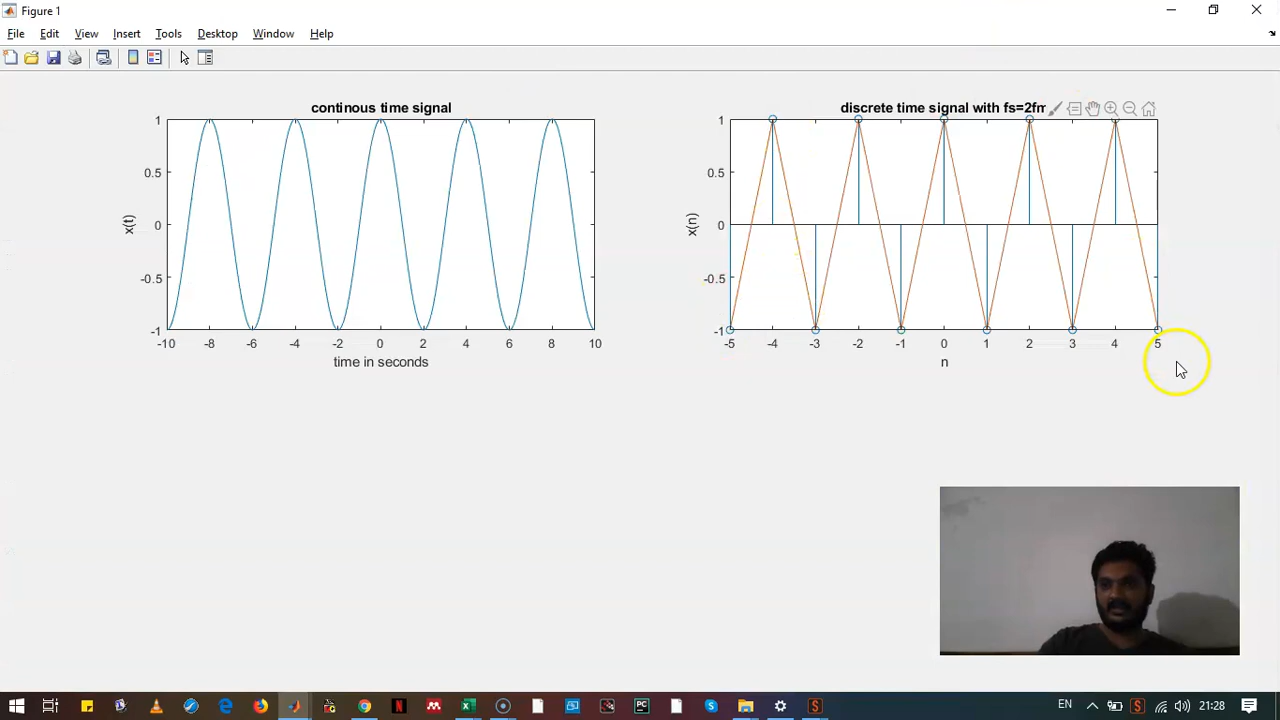 Figure 1
File Edit View Insert Tools Desktop Window Help
continous time signal
1
0.5
0
-0.5
-1
x(t)
-10 -8 -6 -4 -2 0 2 4 6 8 10
time in seconds
discrete time signal with fs=2fm
1
0.5
0
-0.5
-1
x(n)
-5 -4 -3 -2 -1 0 1 2 3 4 5
n
EN 21:28